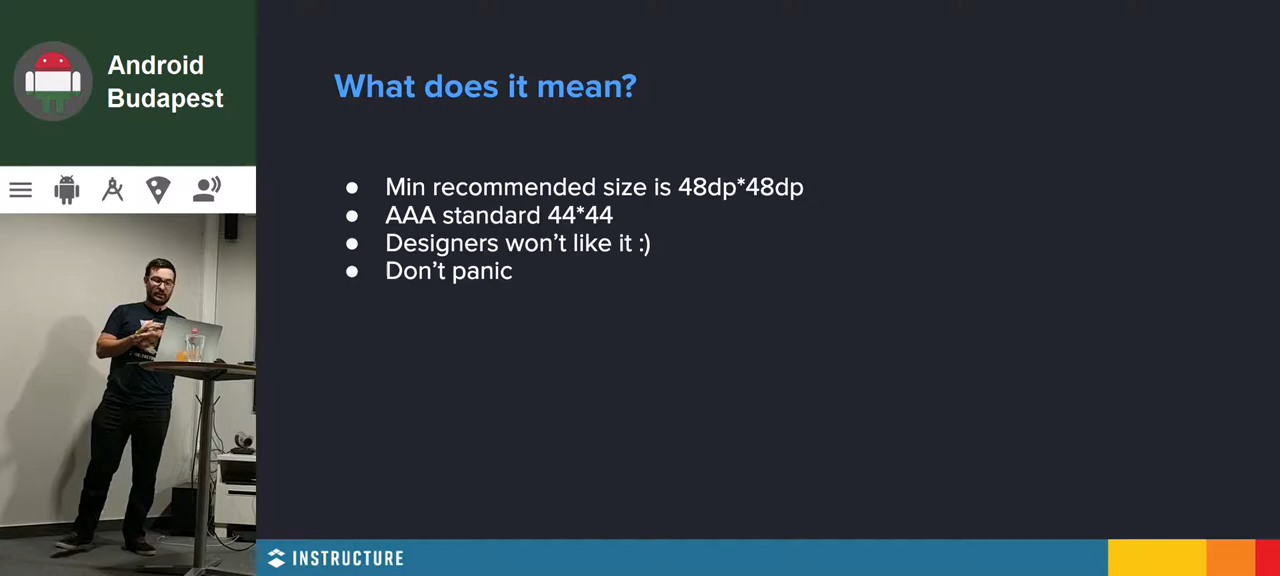 Android
Budapest
What does it mean?
● Min recommended size is 48dp*48dp
● AAA standard 44*44
● Designers won’t like it :)
● Don’t panic
INSTRUCTURE